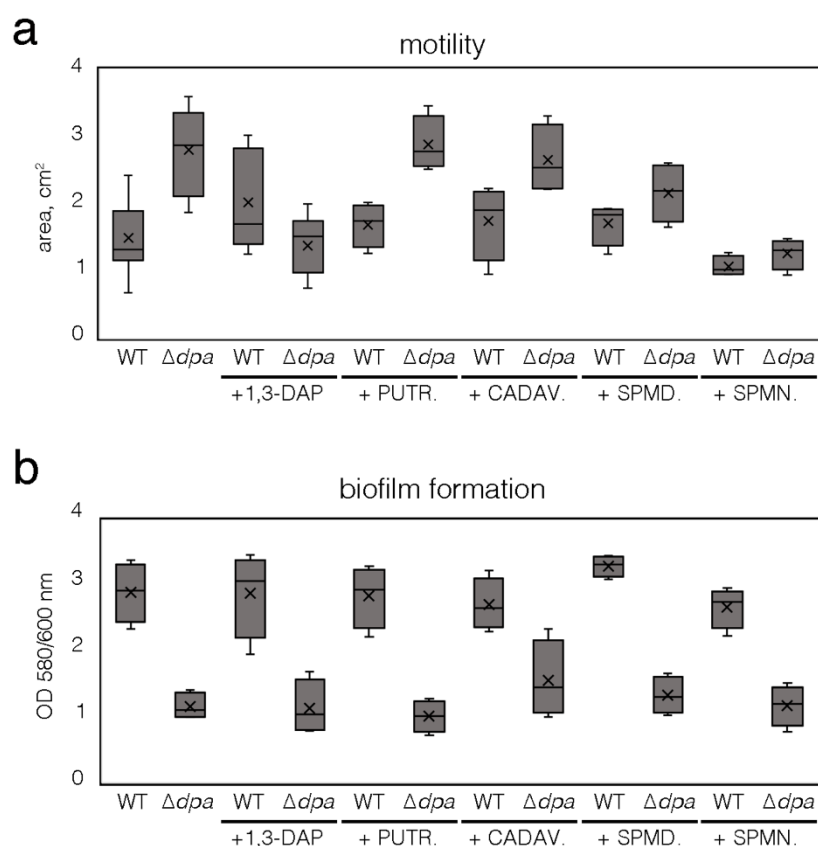 a
motility
4
3
2
1
0
area, cm²
WT Δdpa WT Δdpa WT Δdpa WT Δdpa WT Δdpa WT Δdpa
+1,3-DAP + PUTR. + CADAV. + SPMD. + SPMN.
b
biofilm formation
4
3
2
1
0
OD 580/600 nm
WT Δdpa WT Δdpa WT Δdpa WT Δdpa WT Δdpa WT Δdpa
+1,3-DAP + PUTR. + CADAV. + SPMD. + SPMN.